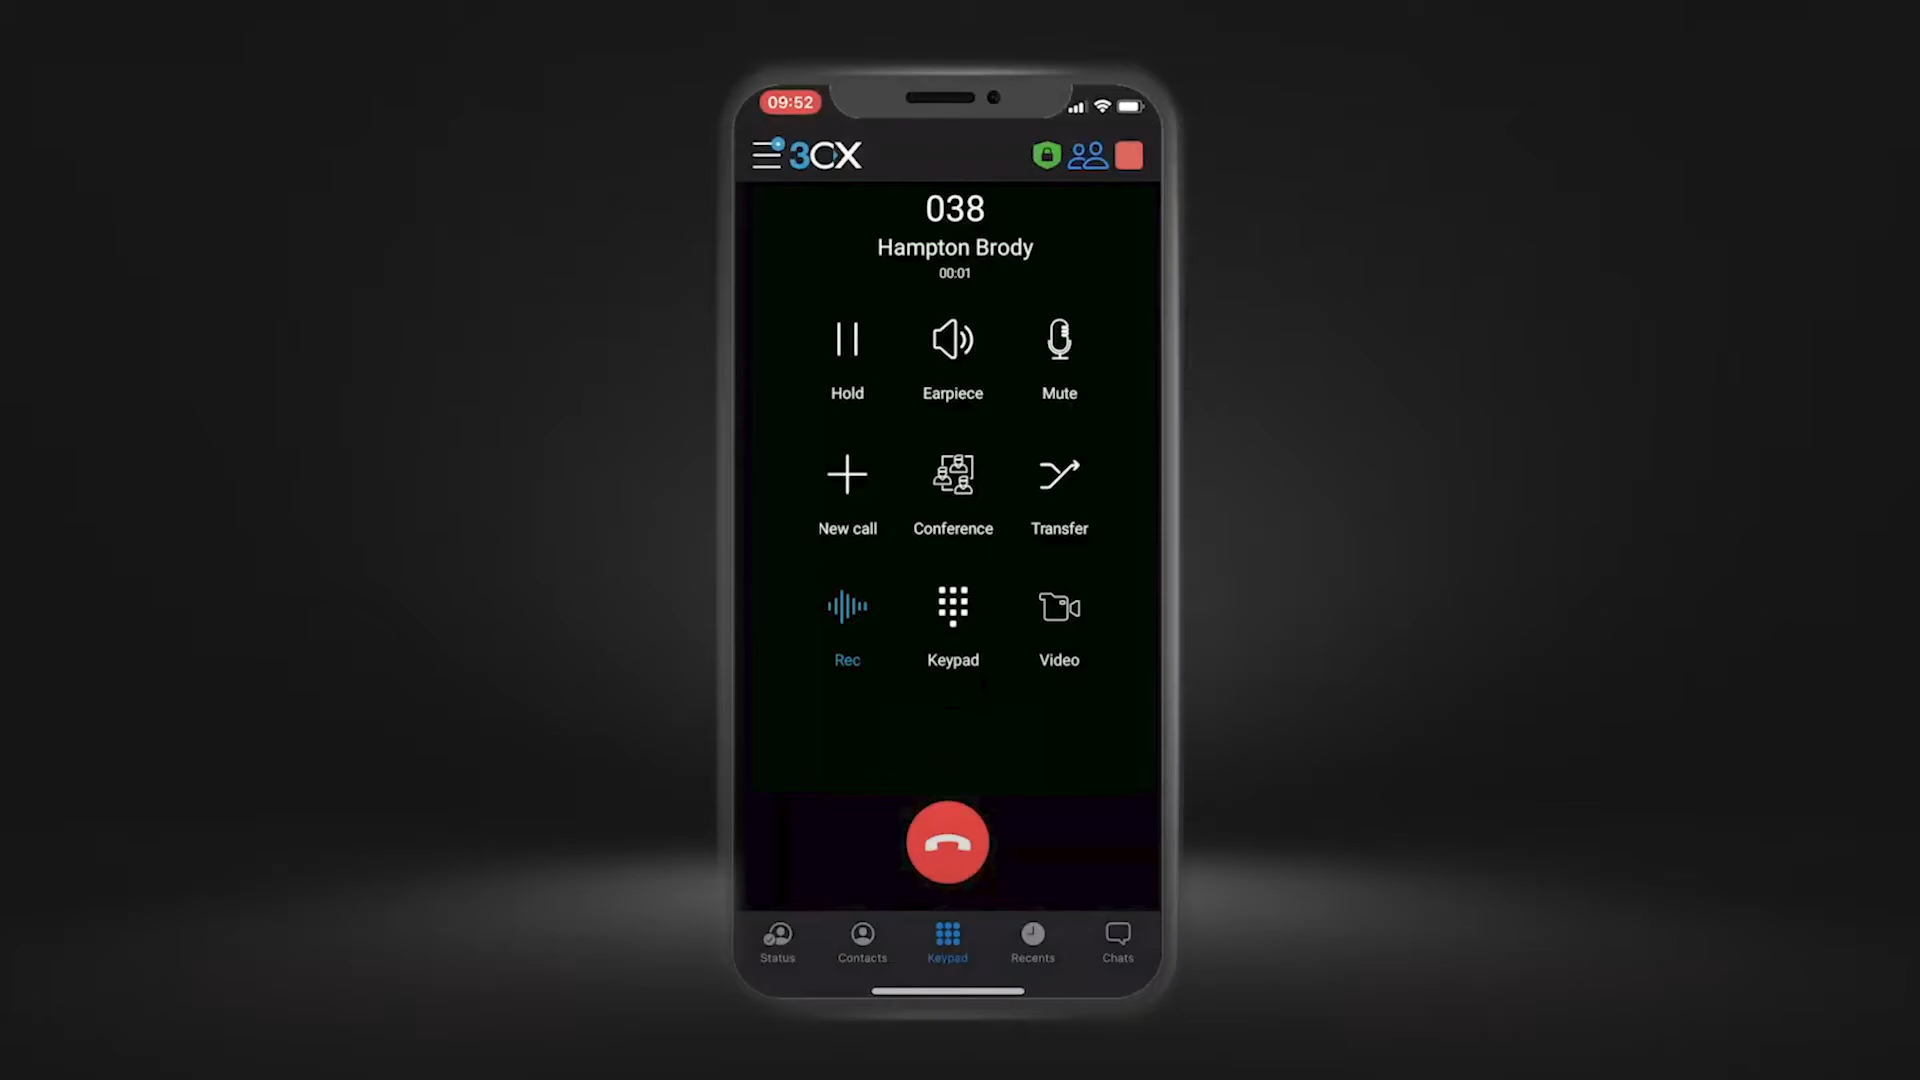 09:52
3CX
038
Hampton Brody
00:01
Hold Earpiece Mute
New call Conference Transfer
Rec Keypad Video
Status Contacts Keypad Recents Chats